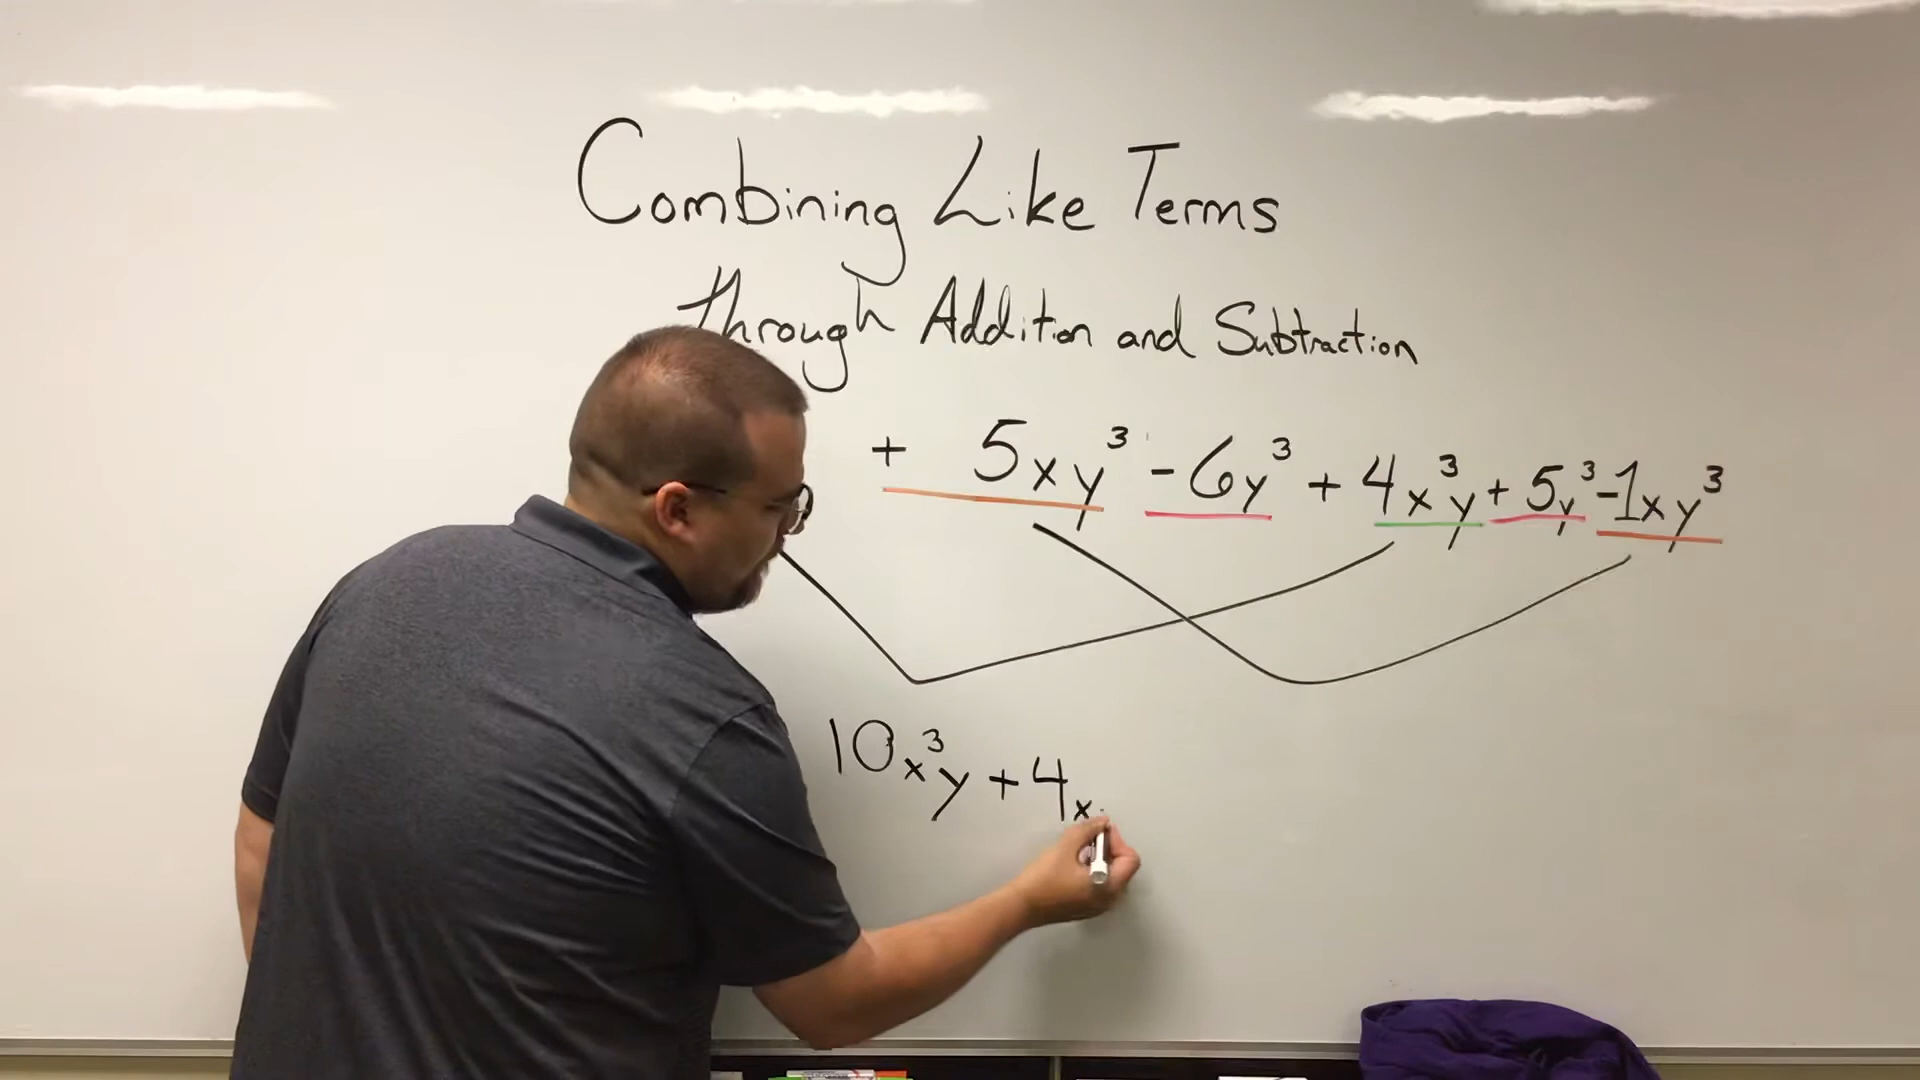 Combining Like Terms
through Addition and Subtraction
+ 5xy³ - 6y³ + 4x³y + 5y³ - 1xy³
10x³y + 4x